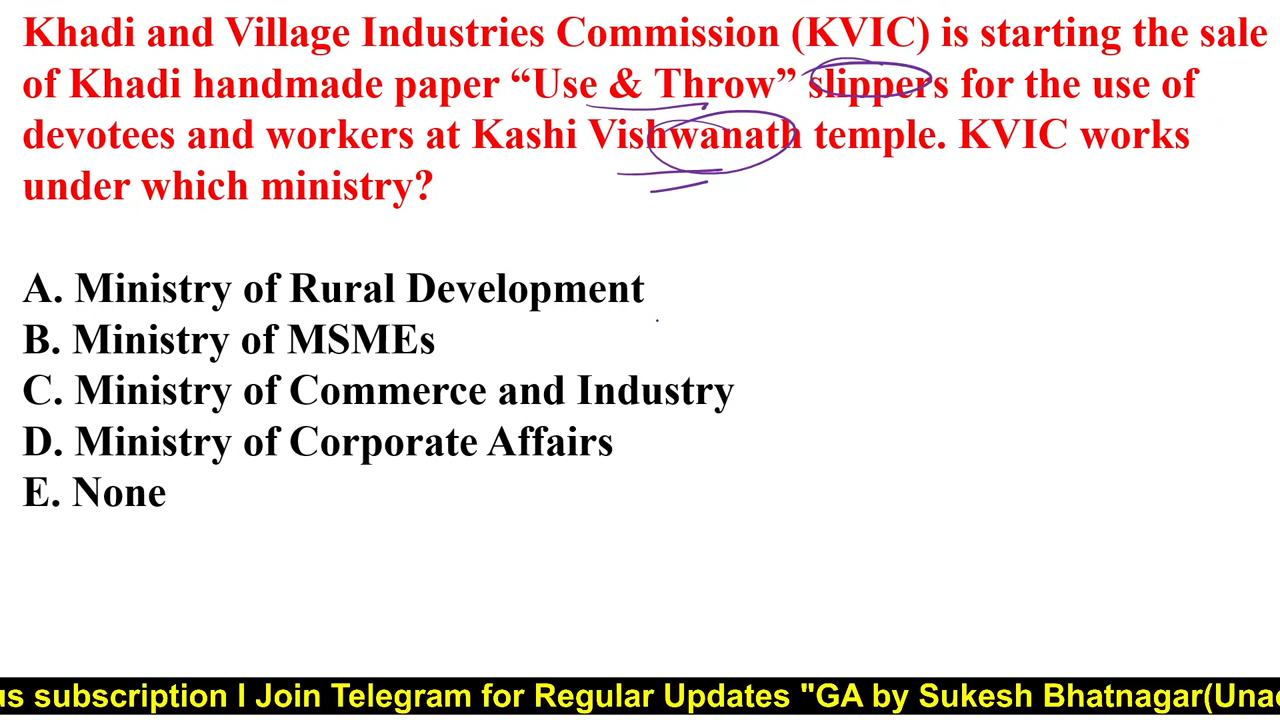 Khadi and Village Industries Commission (KVIC) is starting the sale
of Khadi handmade paper “Use & Throw” slippers for the use of
devotees and workers at Kashi Vishwanath temple. KVIC works
under which ministry?
A. Ministry of Rural Development
B. Ministry of MSMEs
C. Ministry of Commerce and Industry
D. Ministry of Corporate Affairs
E. None
us subscription I Join Telegram for Regular Updates "GA by Sukesh Bhatnagar(Una